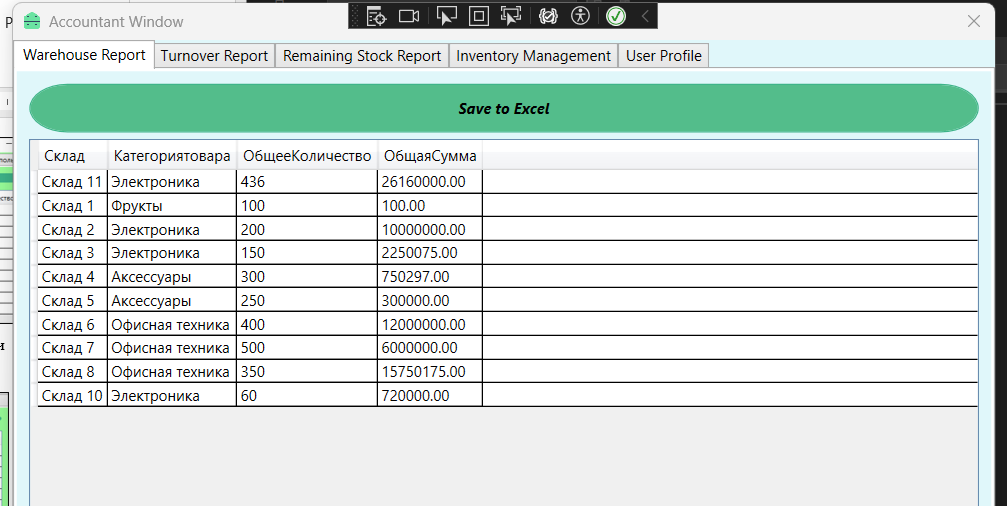 Accountant Window
Warehouse Report Turnover Report Remaining Stock Report Inventory Management User Profile
Save to Excel
Склад Категориятовара ОбщееКоличество ОбщаяСумма
Склад 11 Электроника 436 26160000.00
Склад 1 Фрукты 100 100.00
Склад 2 Электроника 200 10000000.00
Склад 3 Электроника 150 2250075.00
Склад 4 Аксессуары 300 750297.00
Склад 5 Аксессуары 250 300000.00
Склад 6 Офисная техника 400 12000000.00
Склад 7 Офисная техника 500 6000000.00
Склад 8 Офисная техника 350 15750175.00
Склад 10 Электроника 60 720000.00